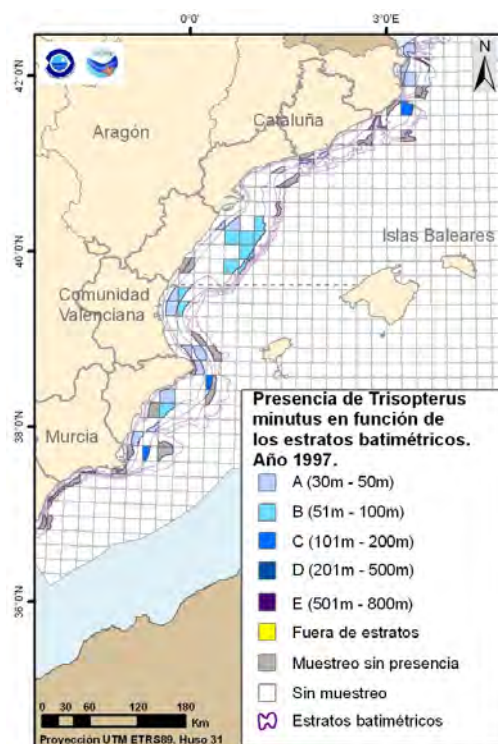 0°0'
3°0'E
42°0'N
N
Cataluña
Aragón
40°0'N
Islas Baleares
Comunidad
Valenciana
Presencia de Trisopterus
minutus en función de
los estratos batimétricos.
Año 1997.
38°0'N
Murcia
A (30m - 50m)
B (51m - 100m)
C (101m - 200m)
D (201m - 500m)
E (501m - 800m)
36°0'N
Fuera de estratos
Muestreo sin presencia
Sin muestreo
Estratos batimétricos
0 30 60 120 180
Km
Proyección UTM ETRS89. Huso 31